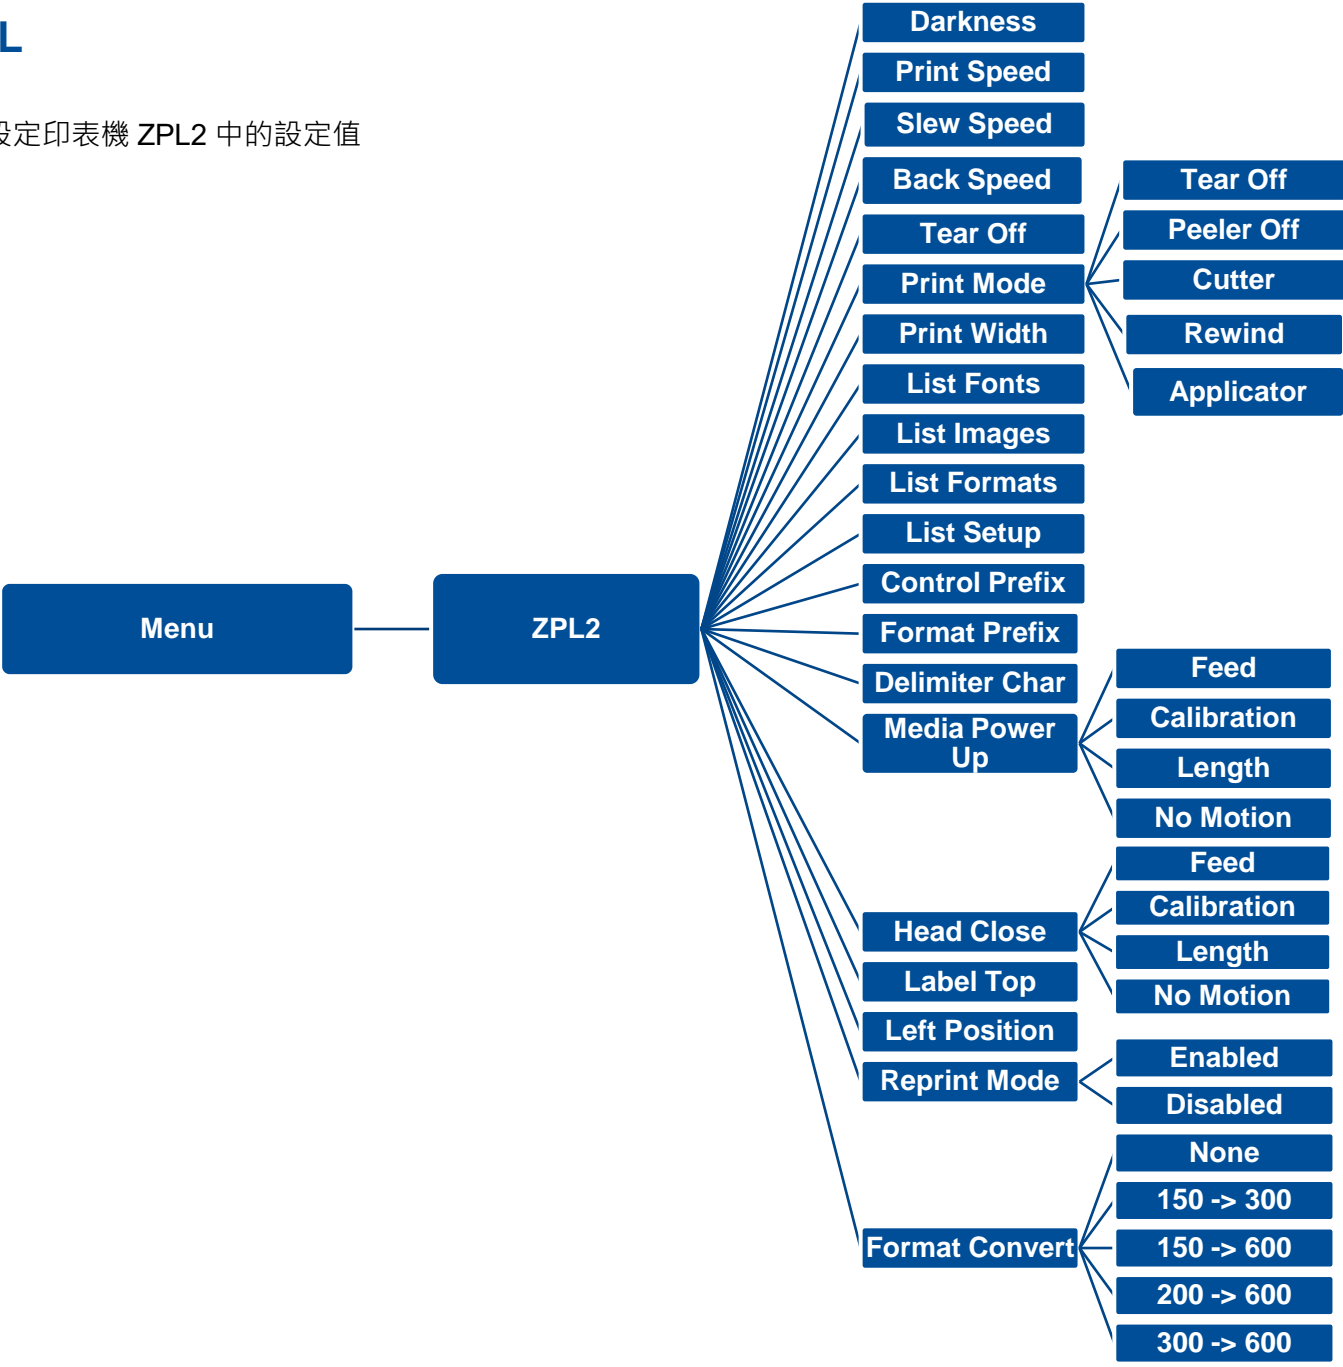 L
設定印表機 ZPL2 中的設定值
Menu
ZPL2
Darkness
Print Speed
Slew Speed
Back Speed
Tear Off
Print Mode
Tear Off
Peeler Off
Cutter
Rewind
Applicator
Print Width
List Fonts
List Images
List Formats
List Setup
Control Prefix
Format Prefix
Delimiter Char
Media Power
Up
Feed
Calibration
Length
No Motion
Head Close
Feed
Calibration
Length
No Motion
Label Top
Left Position
Reprint Mode
Enabled
Disabled
Format Convert
None
150 -> 300
150 -> 600
200 -> 600
300 -> 600